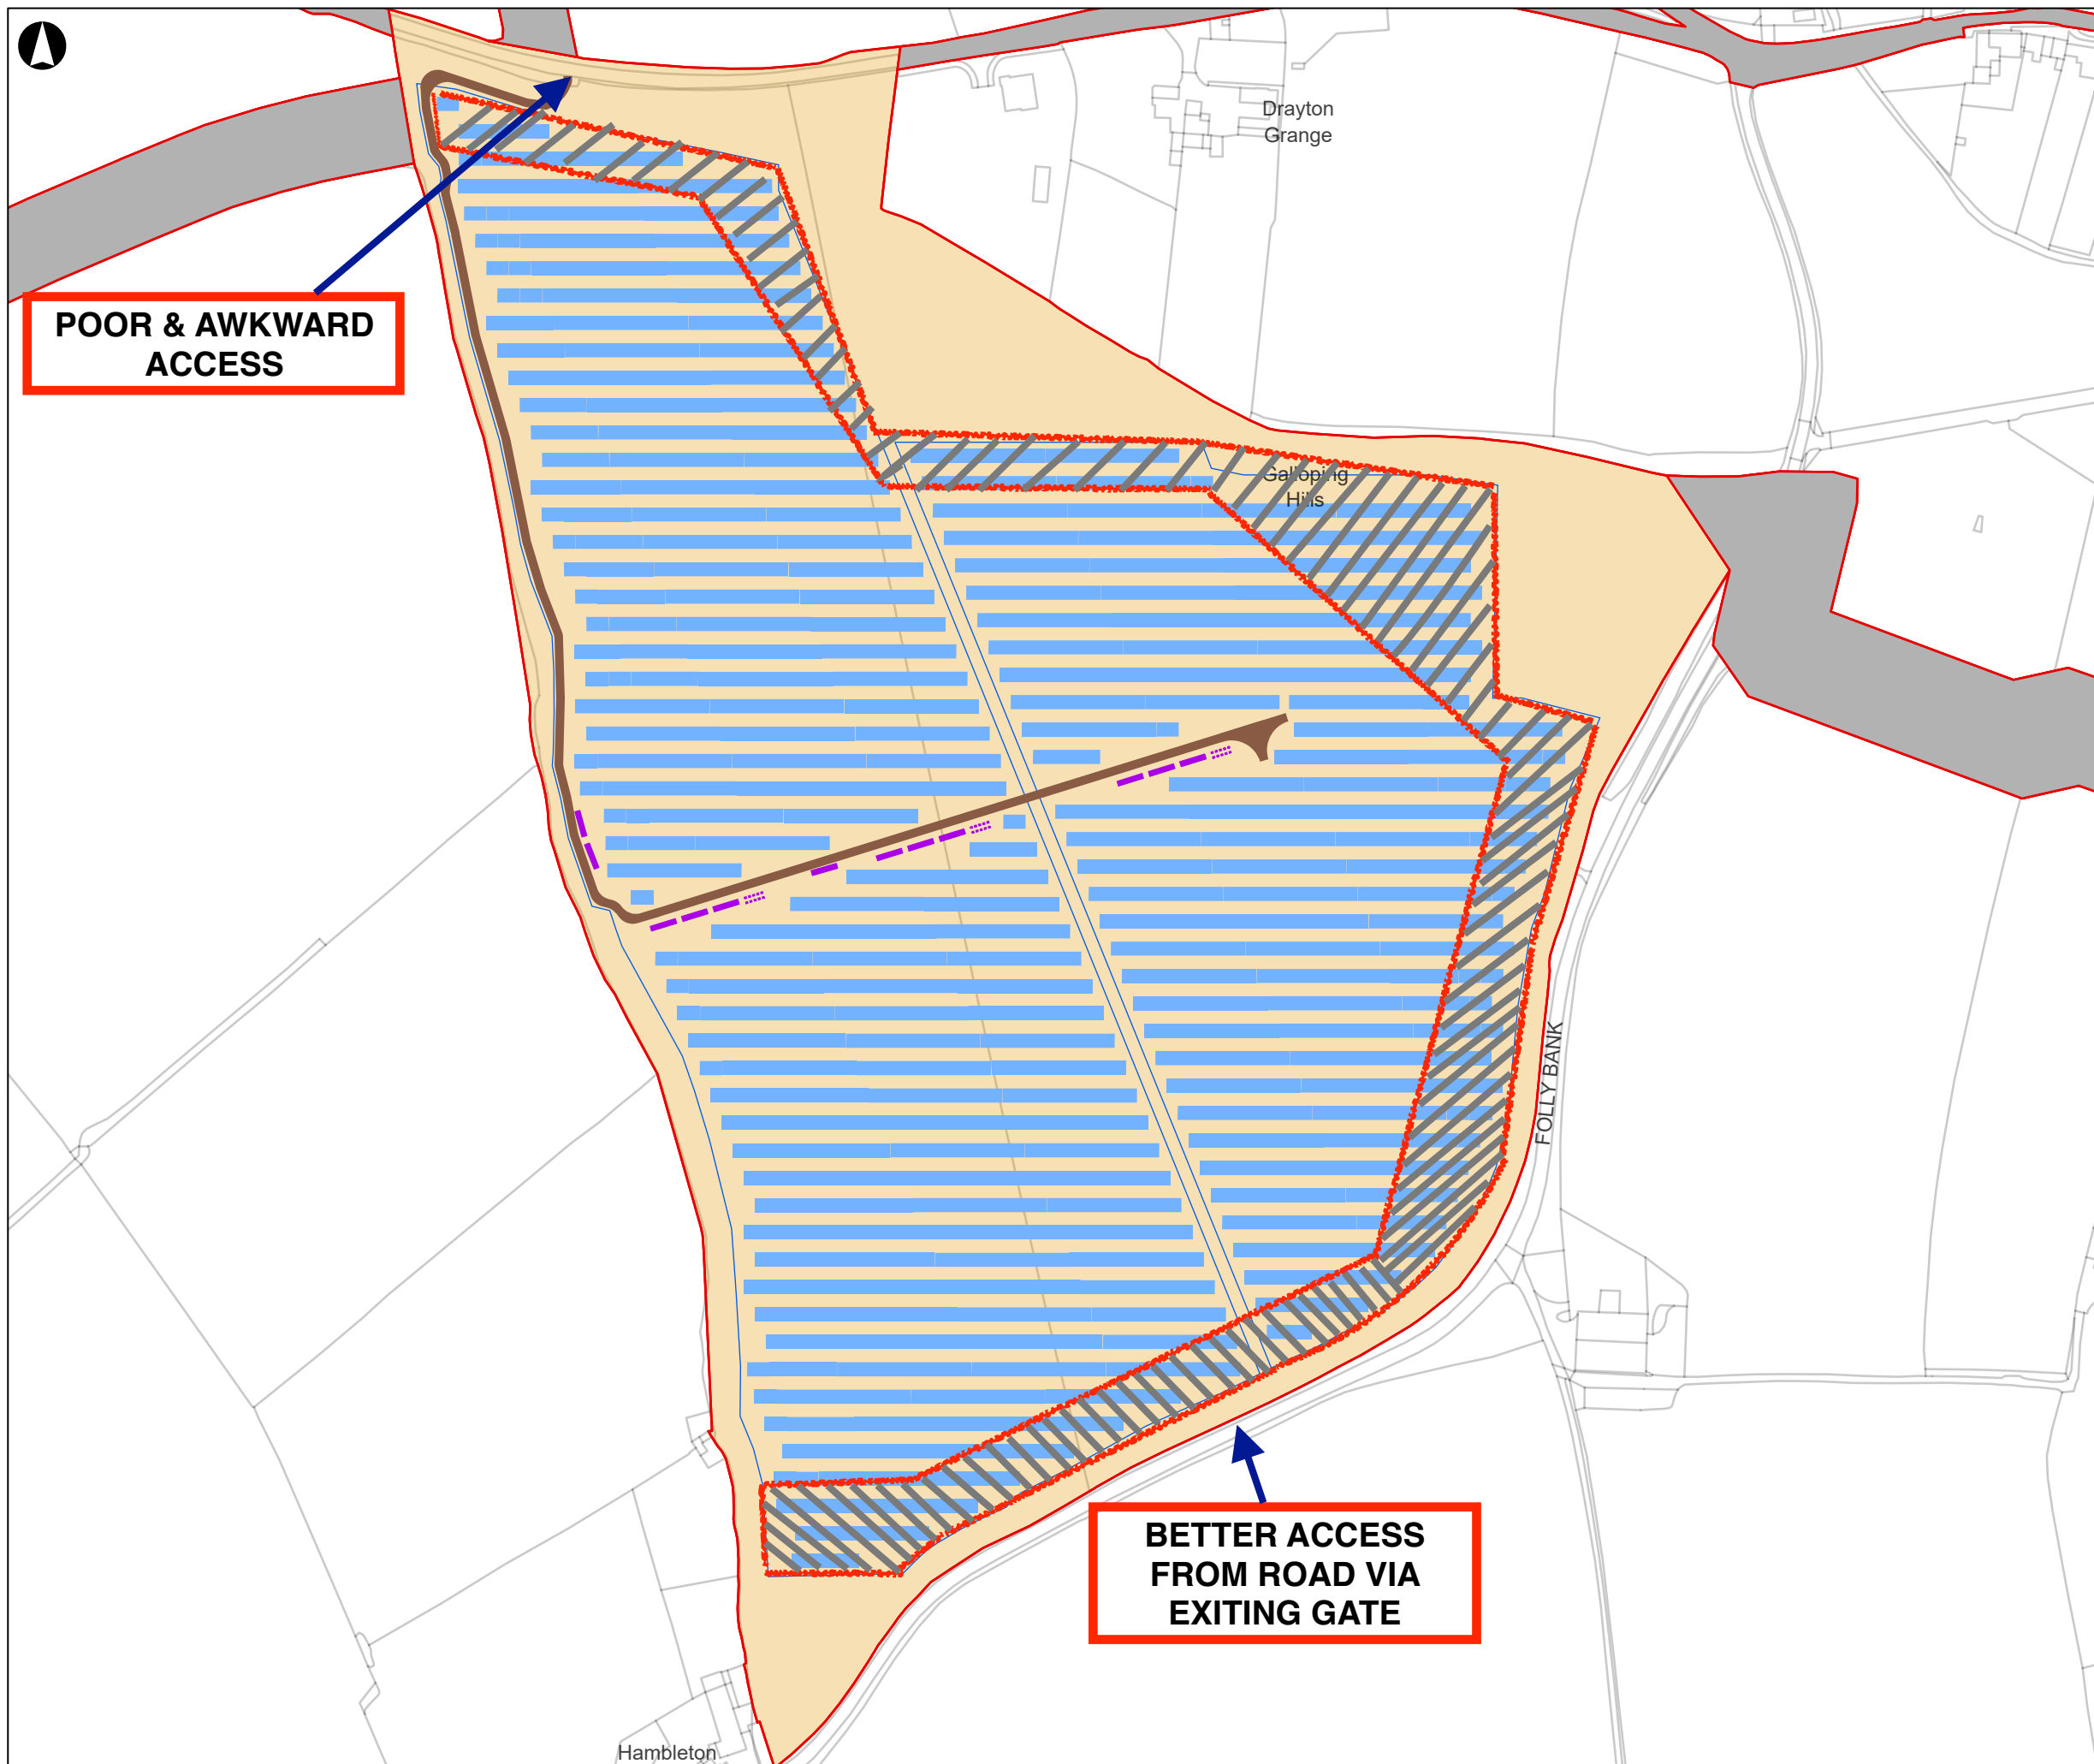 Drayton
Grange
POOR & AWKWARD
ACCESS
Galloping
Hills
FOLLY BANK
BETTER ACCESS
FROM ROAD VIA
EXITING GATE
Hambleton